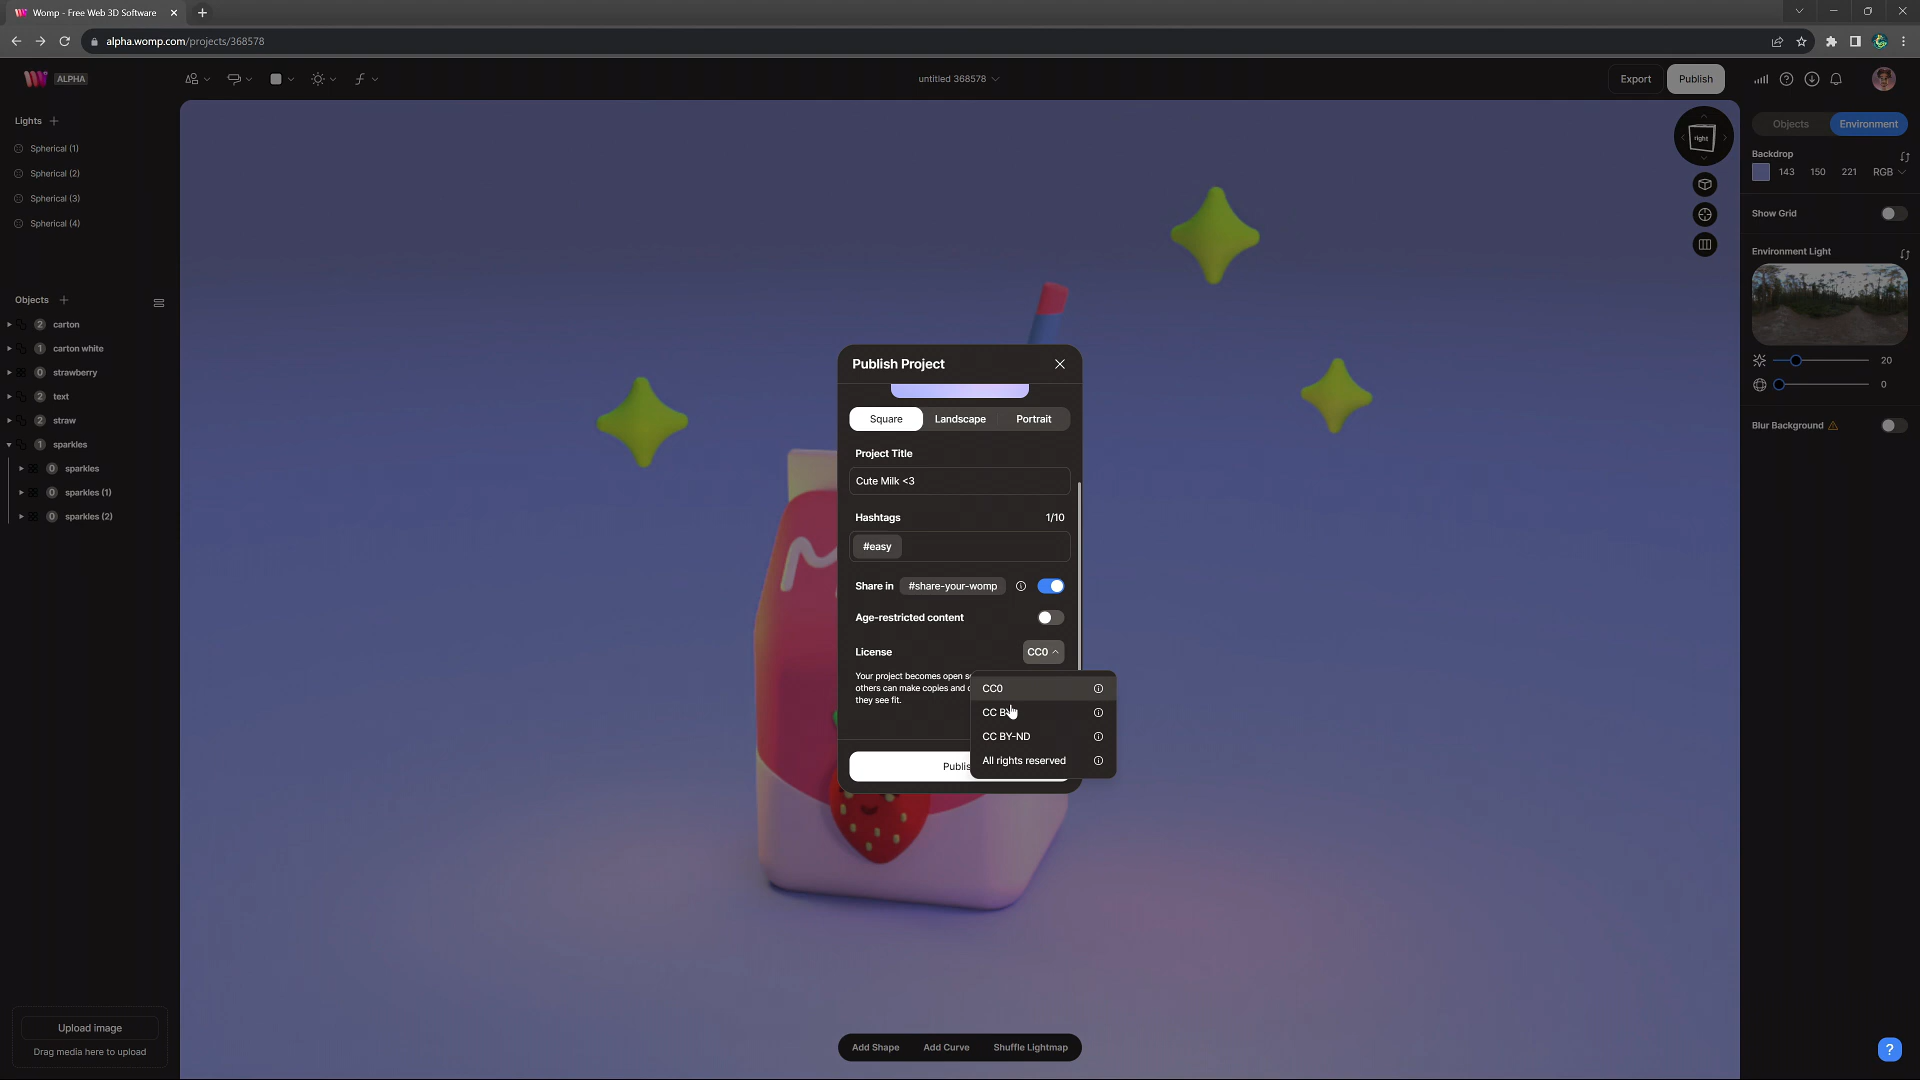 Womp - Free Web 3D Software
alpha.womp.com/projects/368578
ALPHA
untitled 368578
Export
Publish
Lights
Spherical (1)
Spherical (2)
Spherical (3)
Spherical (4)
Objects
2 carton
1 carton white
0 strawberry
2 text
2 straw
1 sparkles
0 sparkles
0 sparkles (1)
0 sparkles (2)
Upload image
Drag media here to upload
right
Publish Project
Square Landscape Portrait
Project Title
Cute Milk <3
Hashtags 1/10
#easy
Share in #share-your-womp
Age-restricted content
License CC0
Your project becomes open s
others can make copies and
they see fit.
CC0
CC B
CC BY-ND
All rights reserved
Publis
Add Shape Add Curve Shuffle Lightmap
Objects Environment
Backdrop
143 150 221 RGB
Show Grid
Environment Light
20
0
Blur Background
?